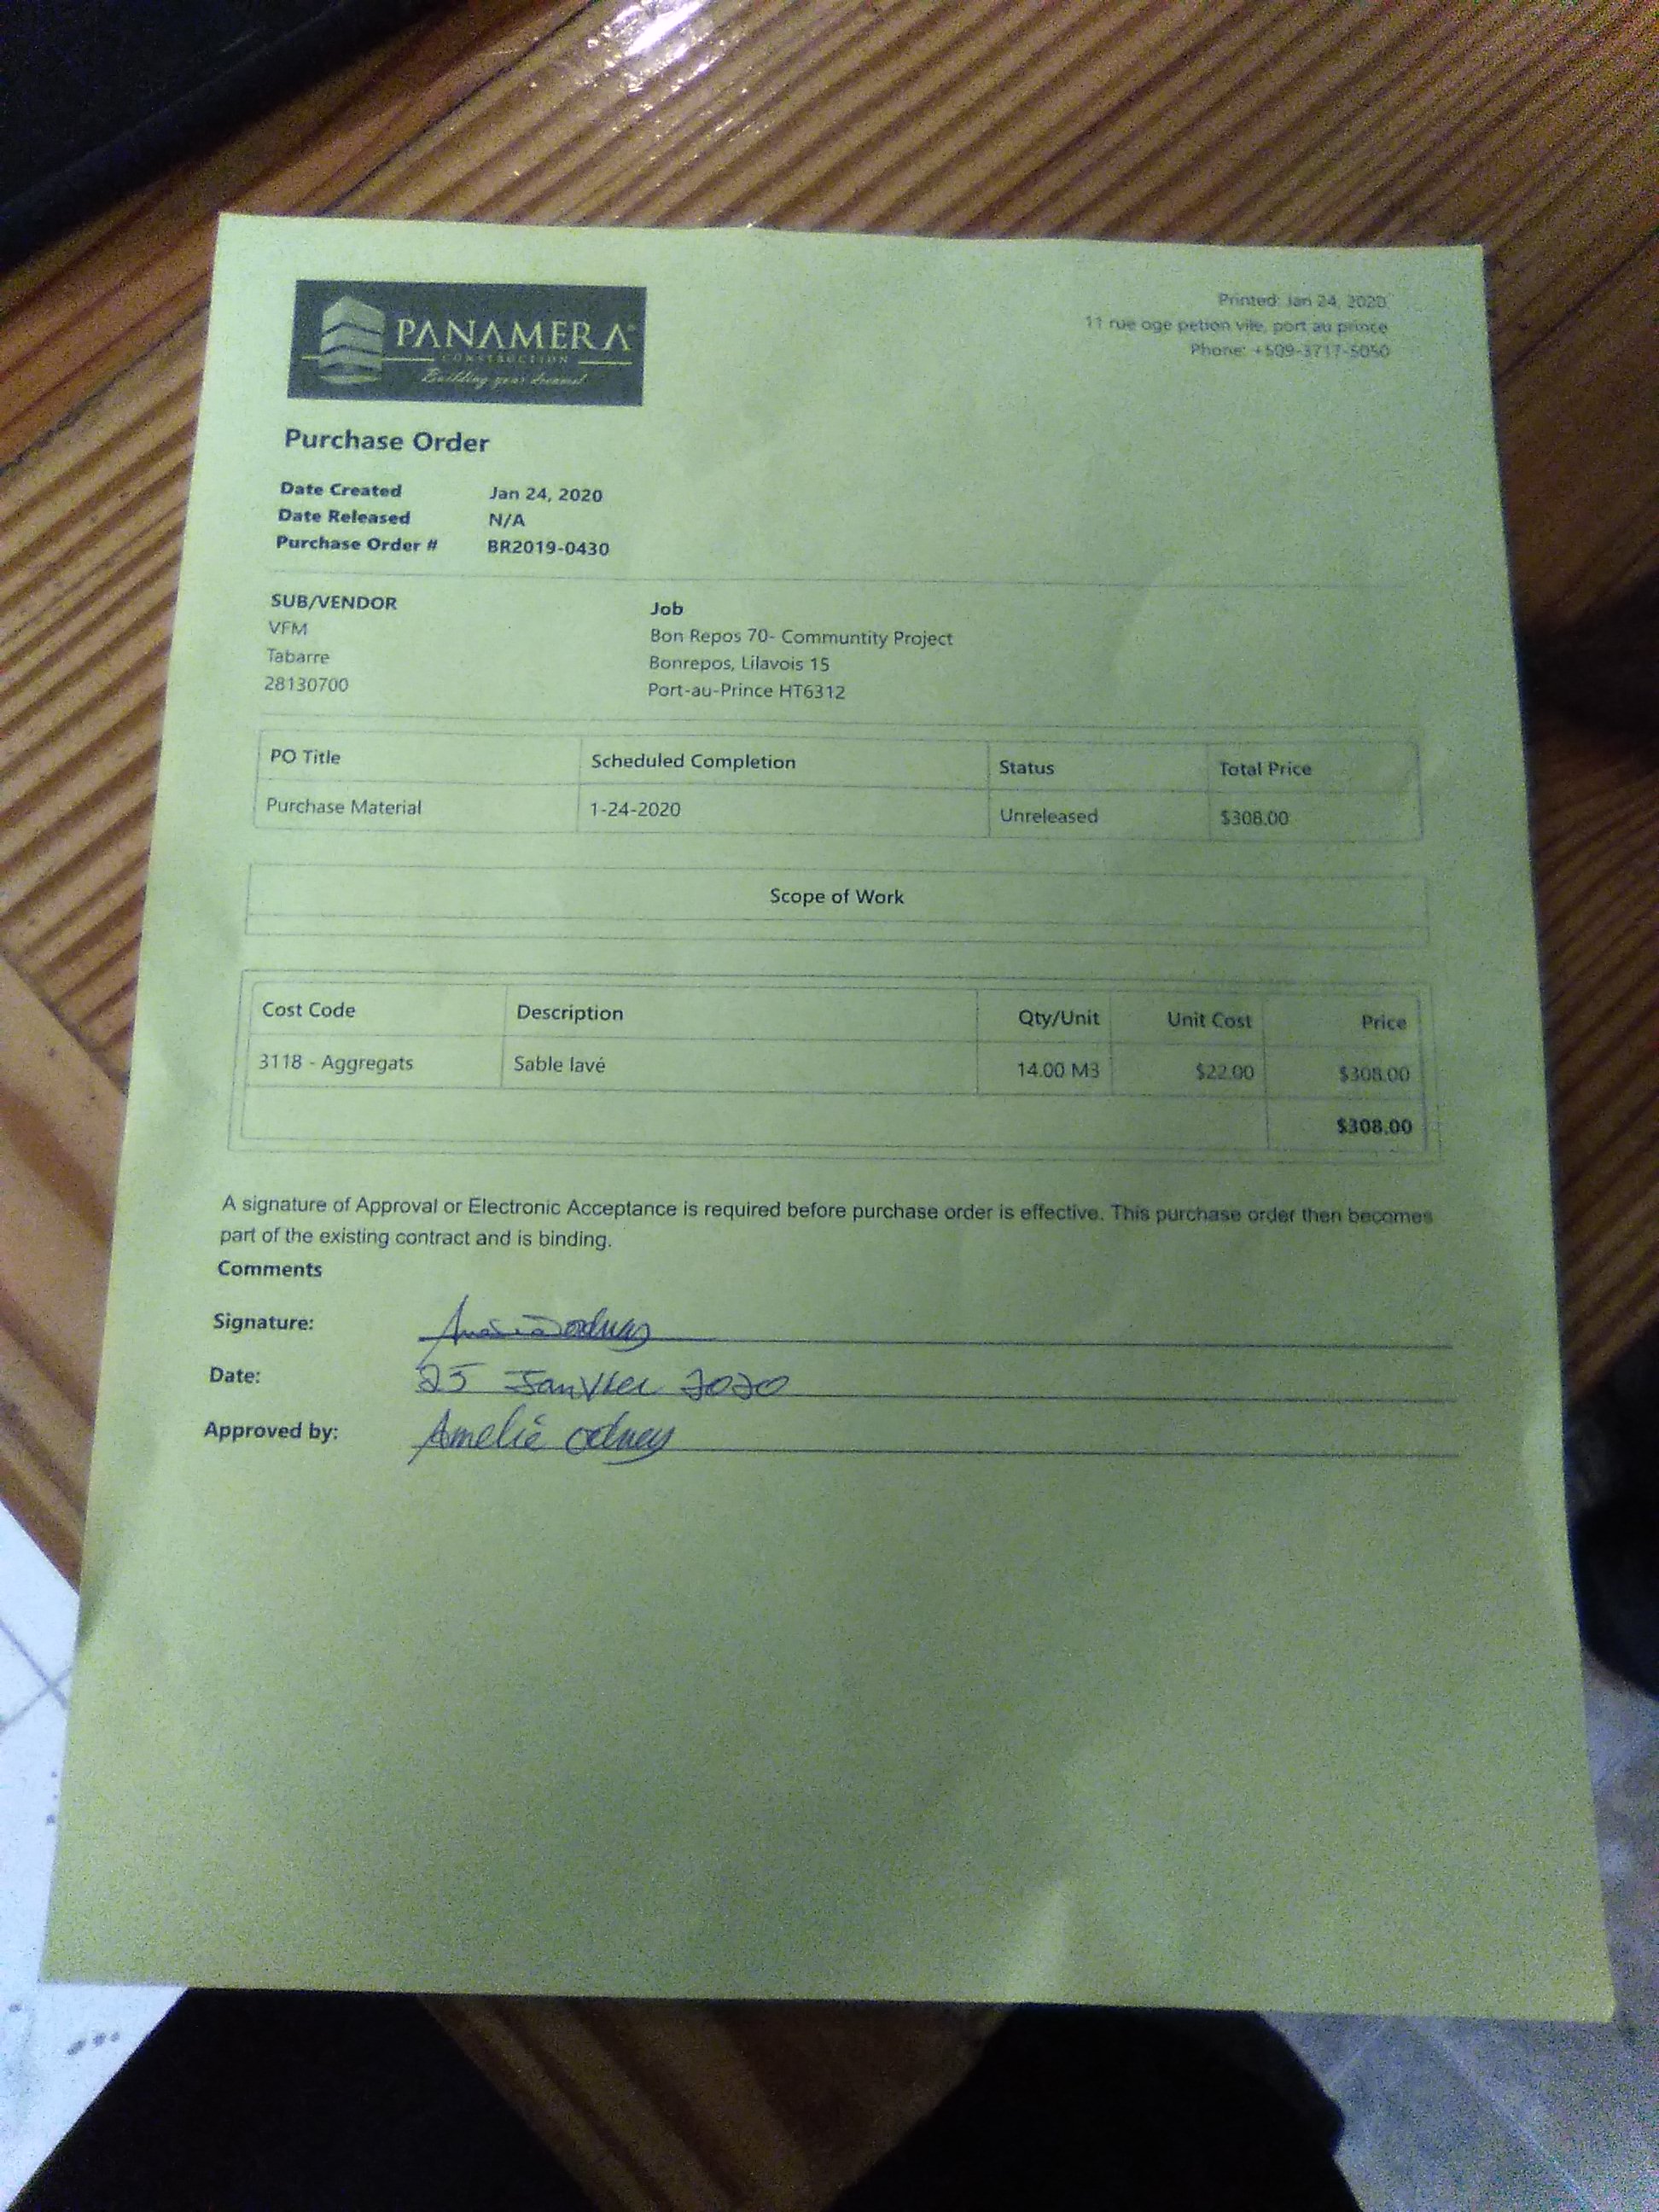 PANAMERA
CONSTRUCTION
Building your dreams!
Printed: Jan 24, 2020
11 rue oge petion vile, port au prince
Phone: +509-3717-5050
Purchase Order
Date Created Jan 24, 2020
Date Released N/A
Purchase Order # BR2019-0430
SUB/VENDOR Job
VFM Bon Repos 70- Communtity Project
Tabarre Bonrepos, Lilavois 15
28130700 Port-au-Prince HT6312
PO Title Scheduled Completion Status Total Price
Purchase Material 1-24-2020 Unreleased $308.00
Scope of Work
Cost Code Description Qty/Unit Unit Cost Price
3118 - Aggregats Sable lavé 14.00 M3 $22.00 $308.00
$308.00
A signature of Approval or Electronic Acceptance is required before purchase order is effective. This purchase order then becomes
part of the existing contract and is binding.
Comments
Signature:
Date: 25 Janvier 2020
Approved by: Amelie